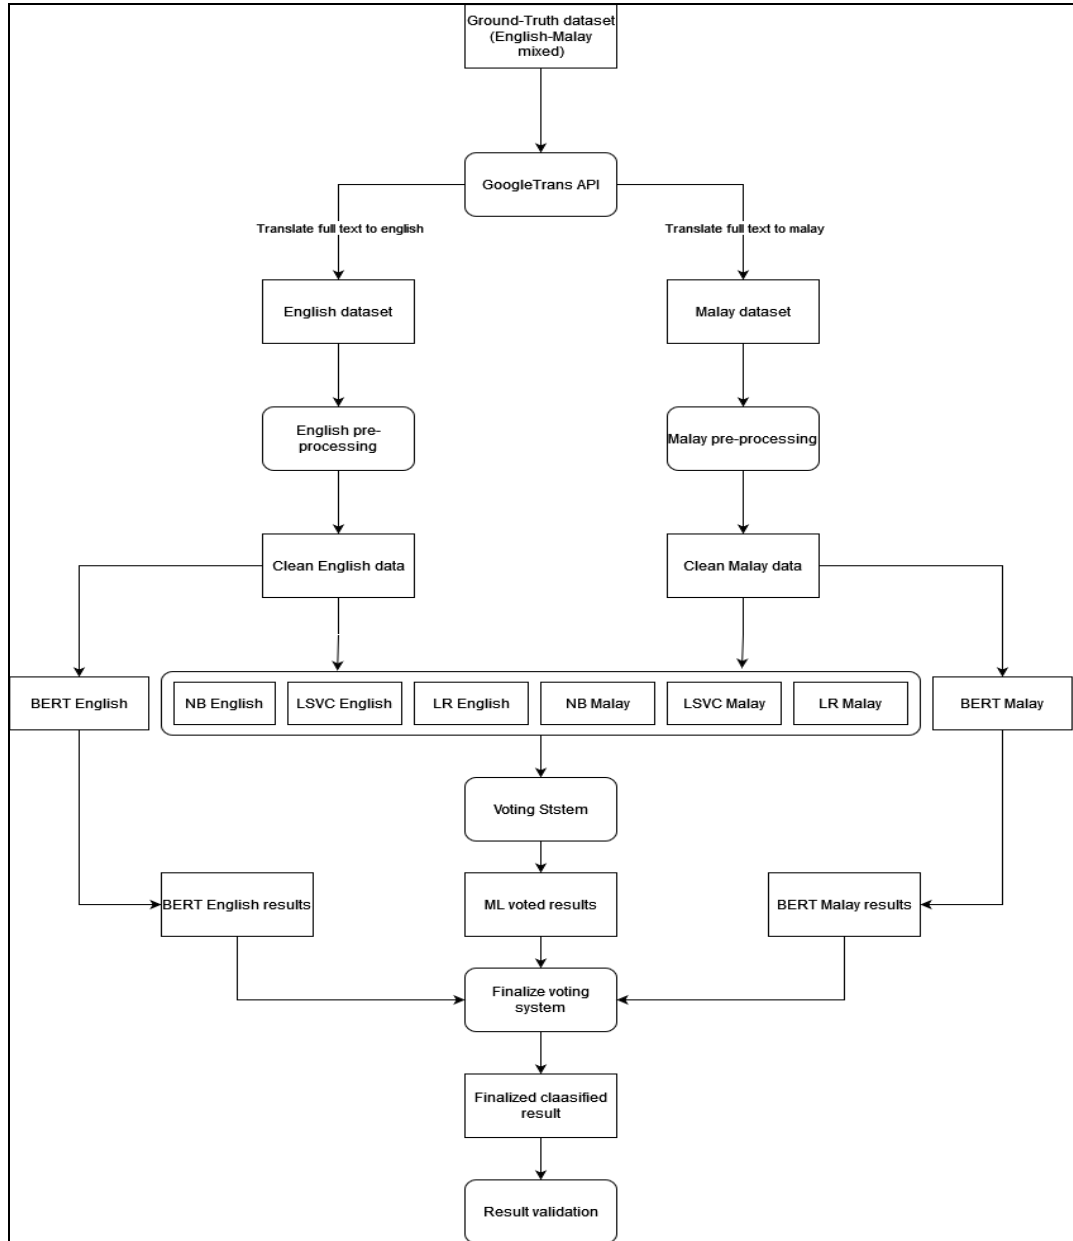 Ground-Truth dataset
(English-Malay
mixed)
GoogleTrans API
Translate full text to english
Translate full text to malay
English dataset
Malay dataset
English pre-
processing
Malay pre-processing
Clean English data
Clean Malay data
BERT English
NB English
LSVC English
LR English
NB Malay
LSVC Malay
LR Malay
BERT Malay
Voting Ststem
BERT English results
ML voted results
BERT Malay results
Finalize voting
system
Finalized claasified
result
Result validation